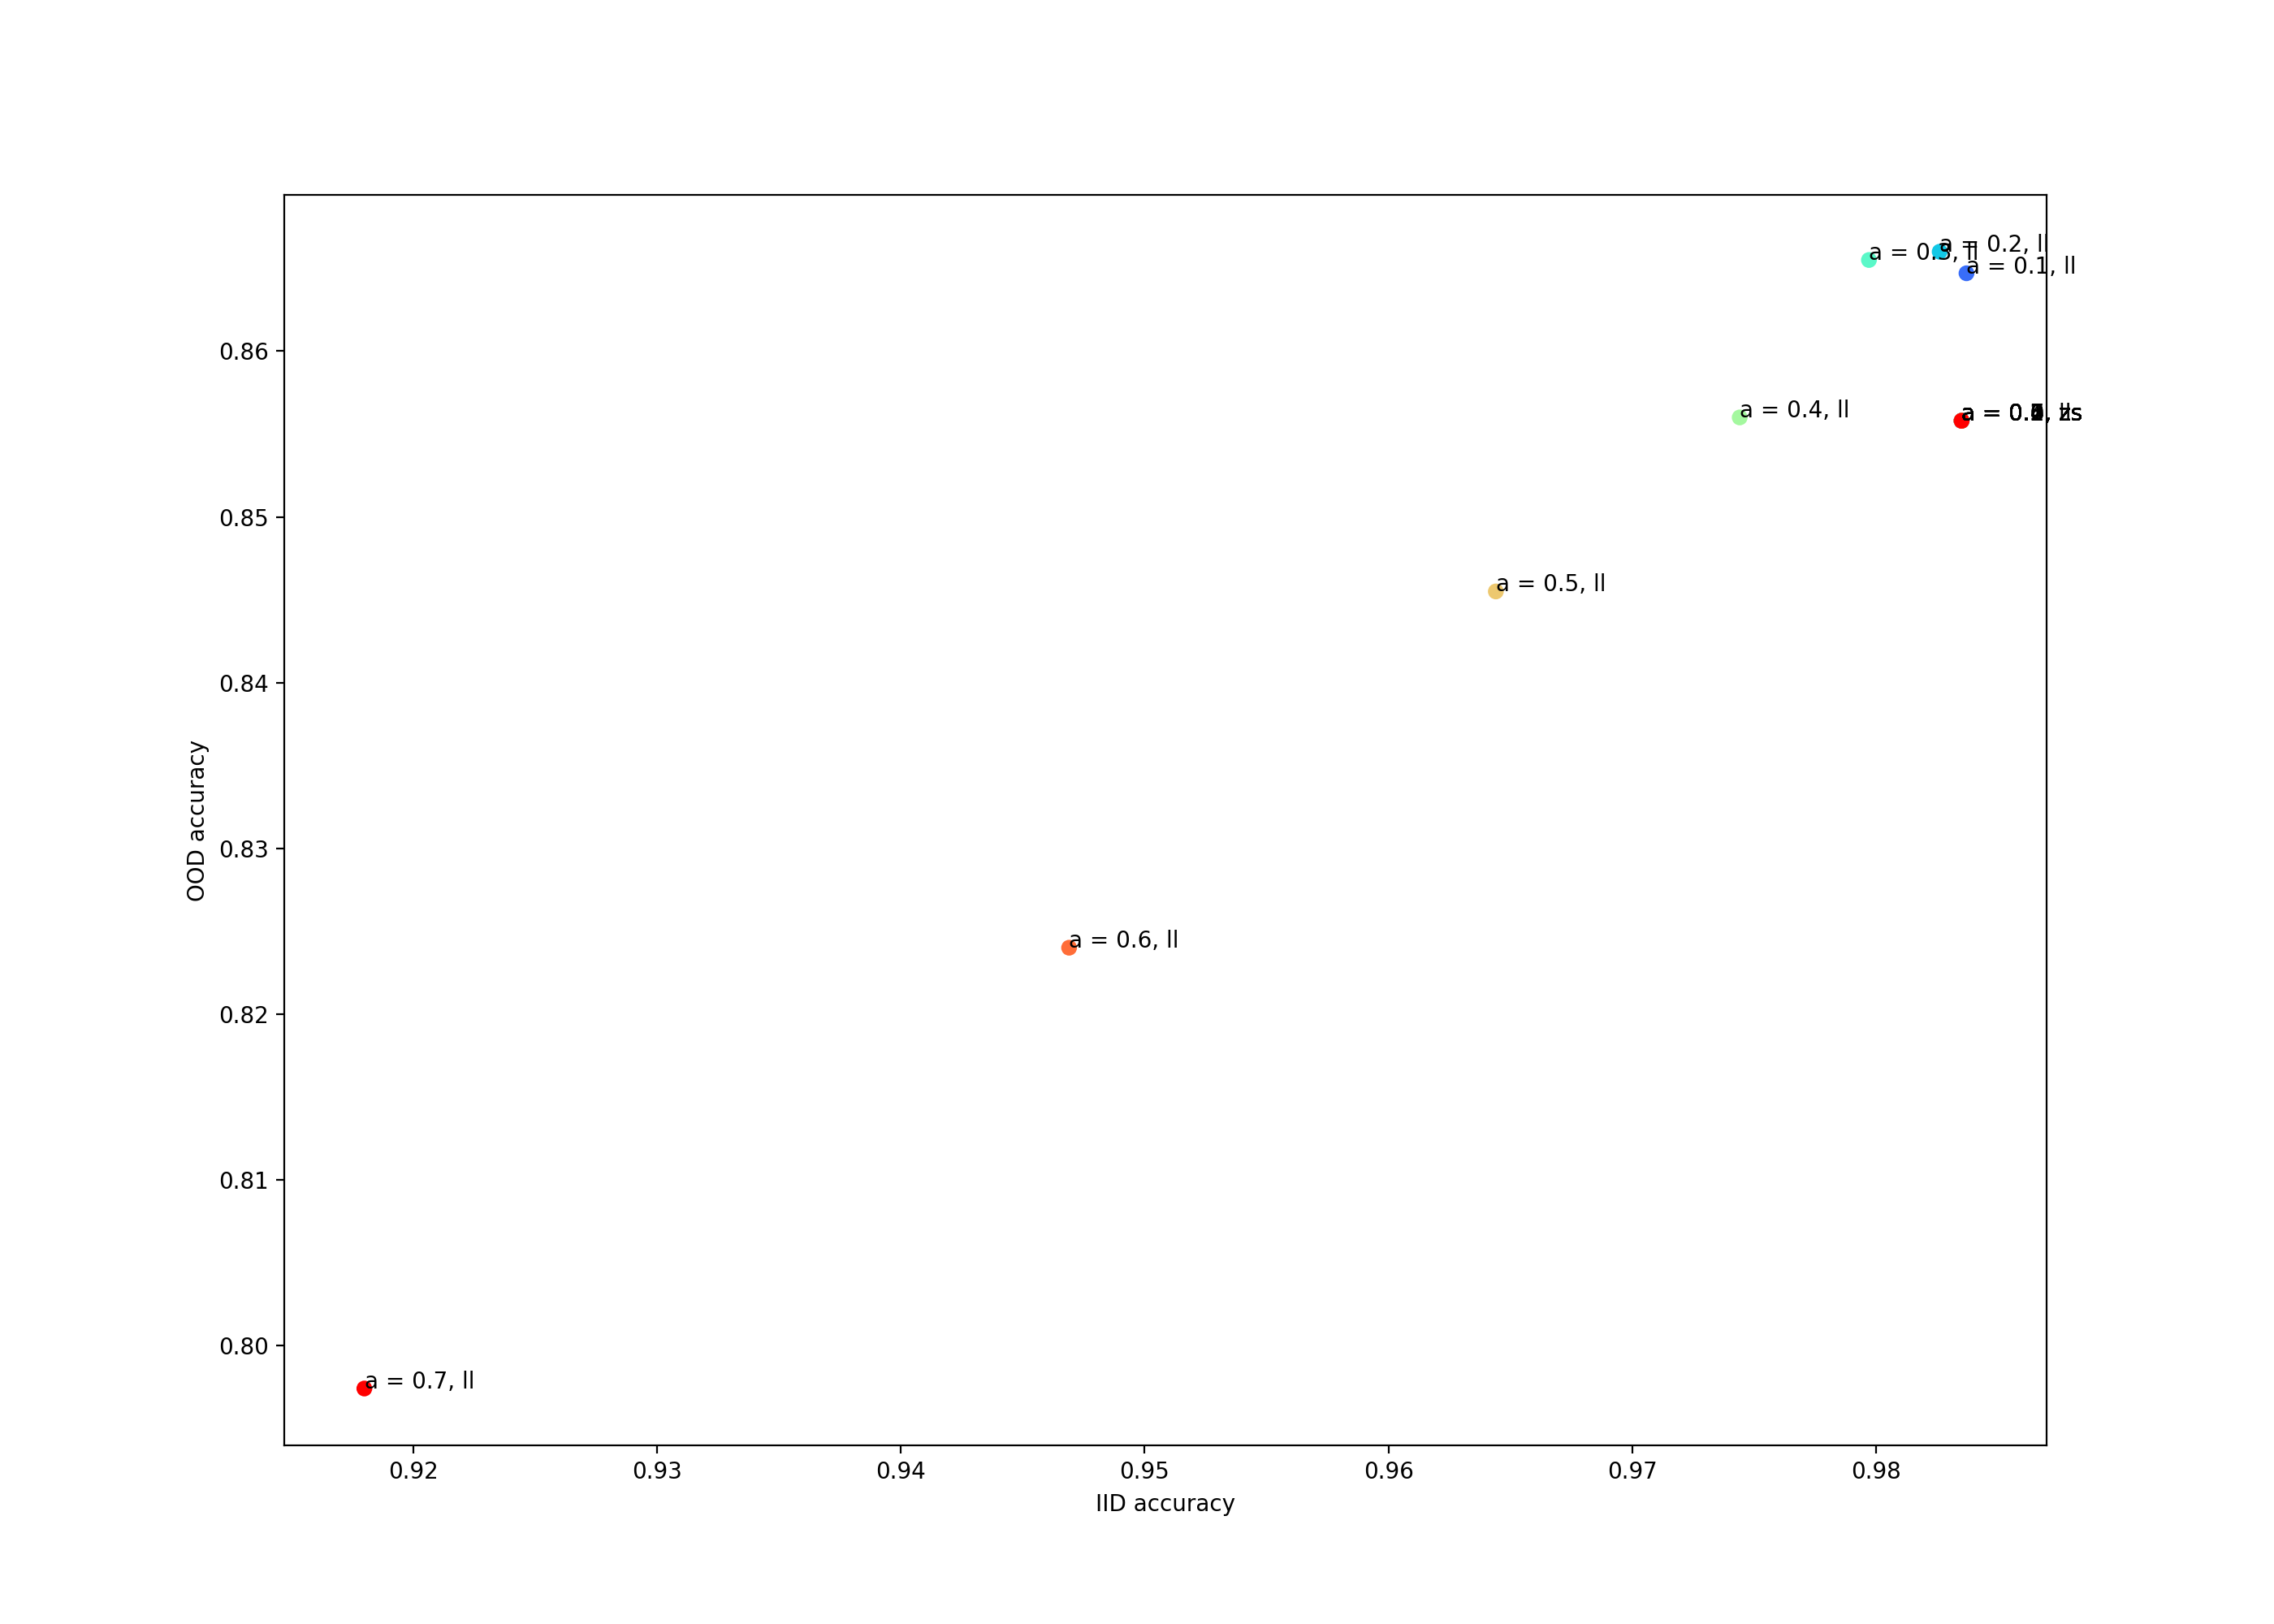 a = 0.2, ll
a = 0.3, ll
a = 0.1, ll
0.86
a = 0.4, ll
a = 0.
0.85
a = 0.5, ll
0.84
0.83
OOD accuracy
a = 0.6, ll
0.82
0.81
0.80
a = 0.7, ll
0.92
0.93
0.94
0.95
0.96
0.97
0.98
IID accuracy